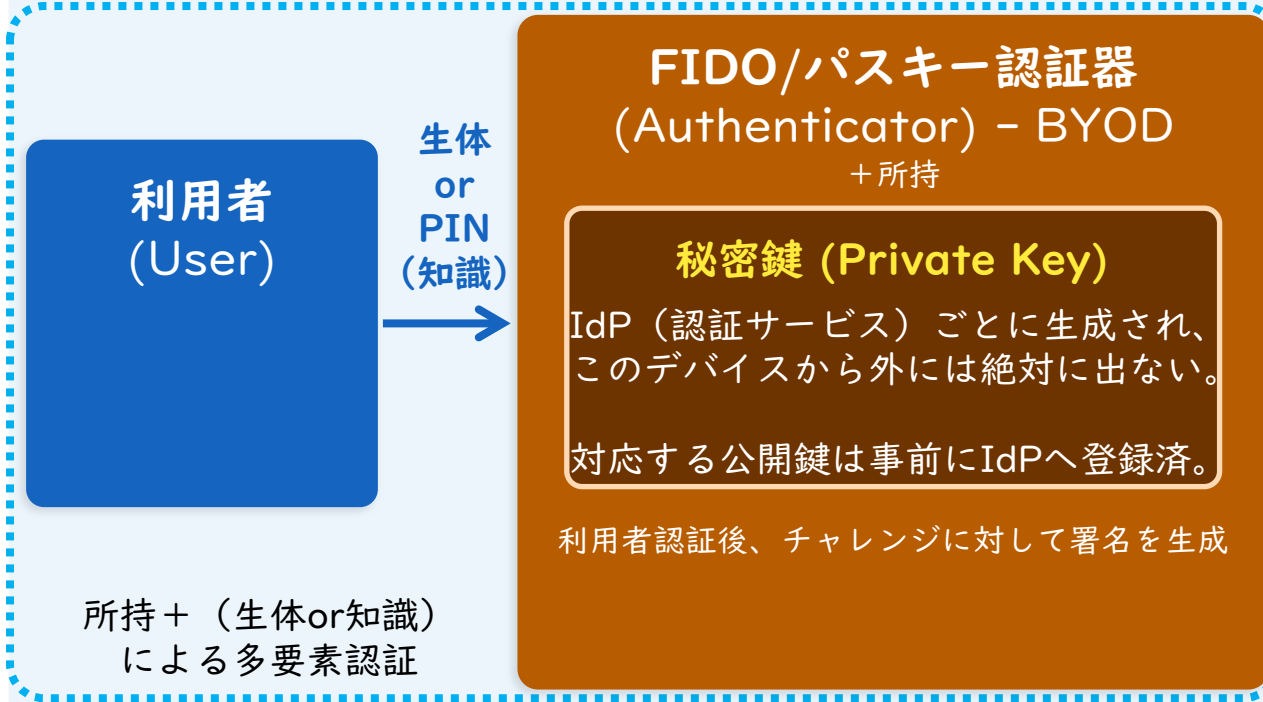 利用者
(User)
生体
or
PIN
(知識)
FIDO/パスキー認証器
(Authenticator) – BYOD
＋所持
秘密鍵 (Private Key)
IdP（認証サービス）ごとに生成され、
このデバイスから外には絶対に出ない。
対応する公開鍵は事前にIdPへ登録済。
利用者認証後、チャレンジに対して署名を生成
所持＋（生体or知識）
による多要素認証